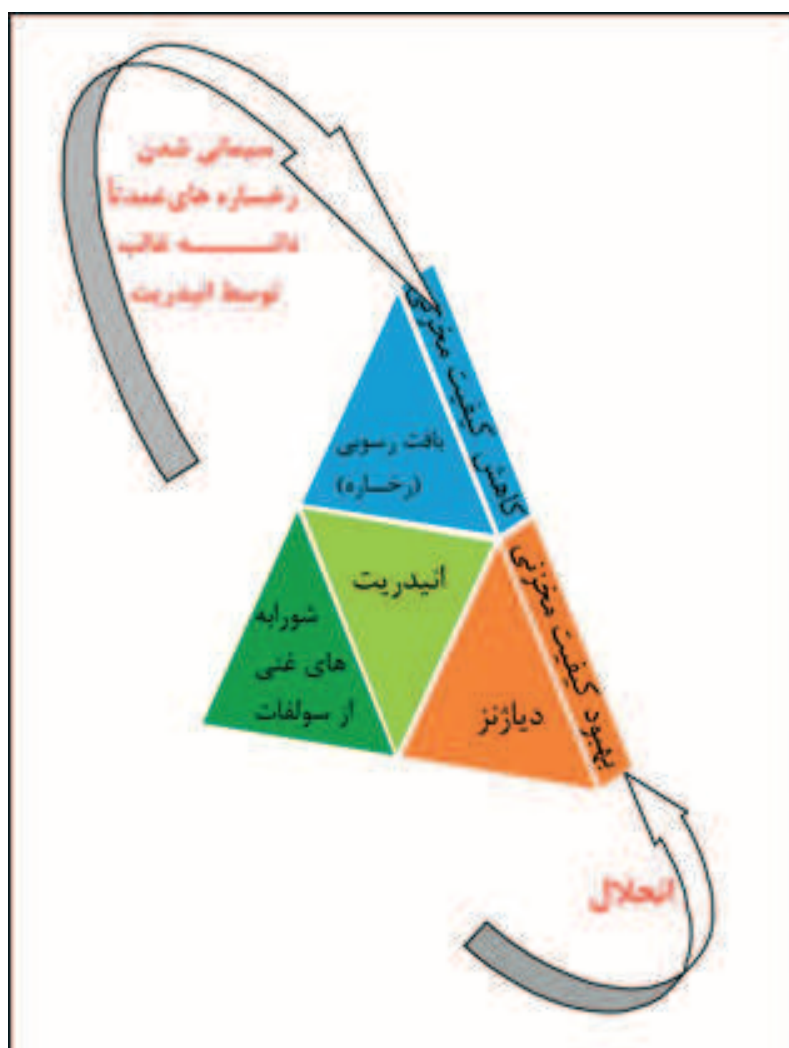 سیمانی شدن
رخساره های عمدتاً
دانه غالب
توسط انیدریت
کاهش کیفیت مخزنی
بافت رسوبی
(رخساره)
انیدریت
شورابه
های غنی
از سولفات
دیاژنز
بهبود کیفیت مخزنی
انحلال